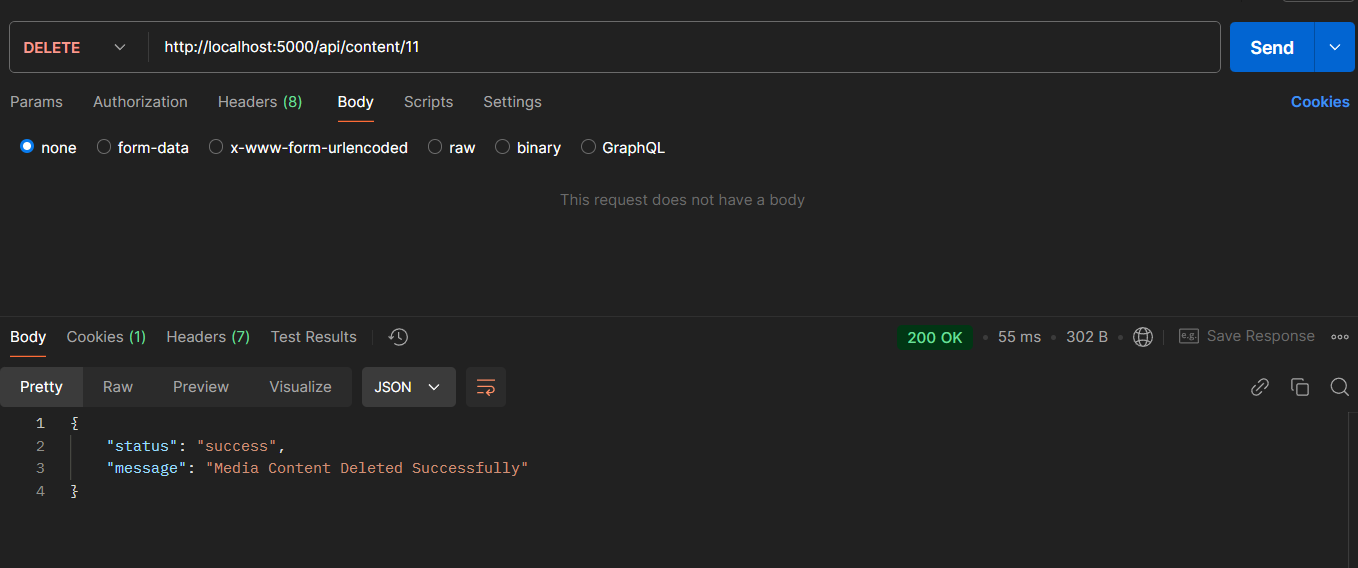 DELETE http://localhost:5000/api/content/11 Send
Params Authorization Headers (8) Body Scripts Settings Cookies
none form-data x-www-form-urlencoded raw binary GraphQL
This request does not have a body
Body Cookies (1) Headers (7) Test Results 200 OK • 55 ms • 302 B • e.g. Save Response
Pretty Raw Preview Visualize JSON
1 {
2 "status": "success",
3 "message": "Media Content Deleted Successfully"
4 }